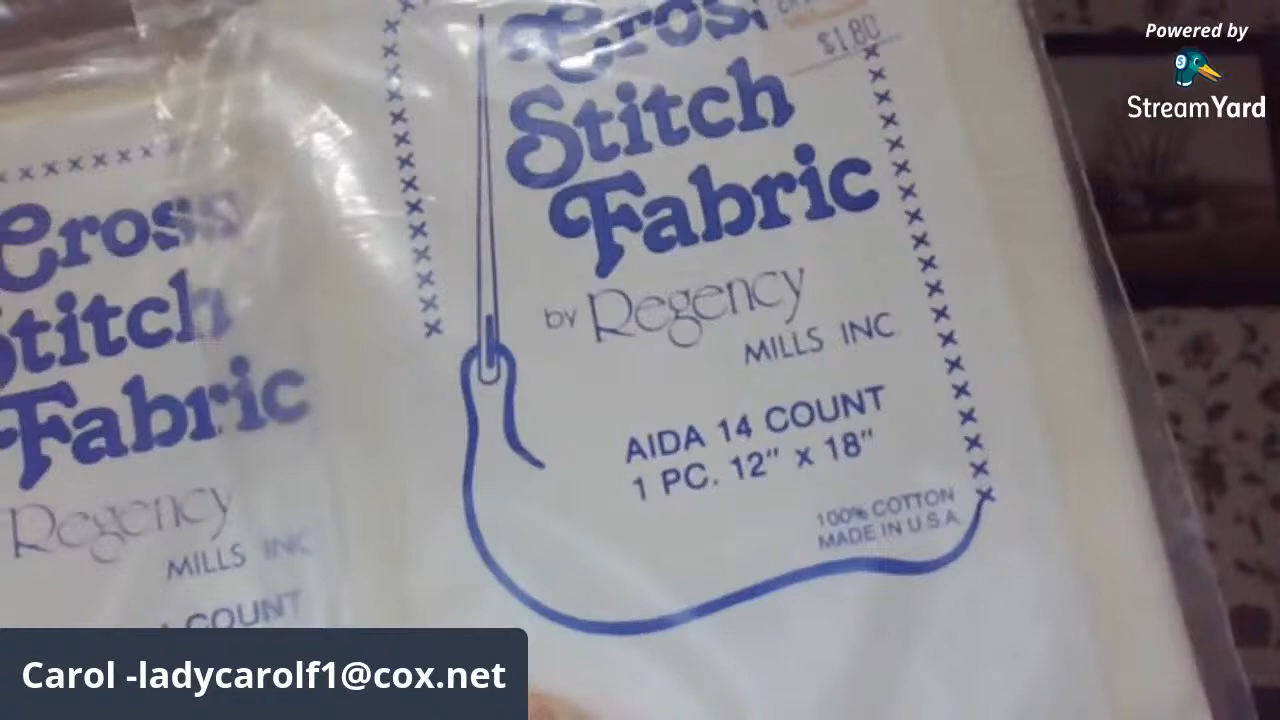 Powered by
StreamYard
Cross
$1.80
Stitch
Fabric
by Regency
MILLS INC
AIDA 14 COUNT
1 PC. 12" x 18"
100% COTTON
MADE IN U.S.A
Cross
Stitch
Fabric
Regency
MILLS INC
COUNT
Carol -ladycarolf1@cox.net